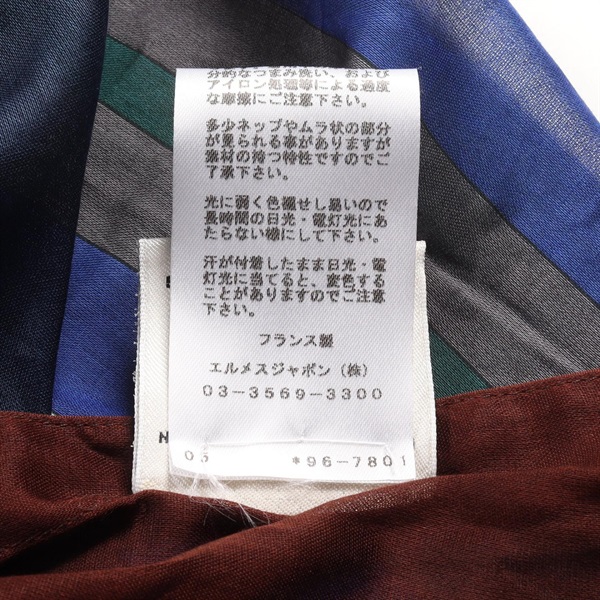 分的なつまみ洗い、および
アイロン処理等による過度
な摩擦にご注意下さい。
多少ネップやムラ状の部分
が見られる事がありますが
素材の持つ特性ですのでご
了承下さい。
光に弱く色褪せし易いので
長時間の日光・電灯光にあ
たらない様にして下さい。
汗が付着したまま日光・電
灯光に当てると、変色する
ことがありますのでご注意
下さい。
フランス製
エルメスジャポン（株）
03-3569-3300
03 *96-7801